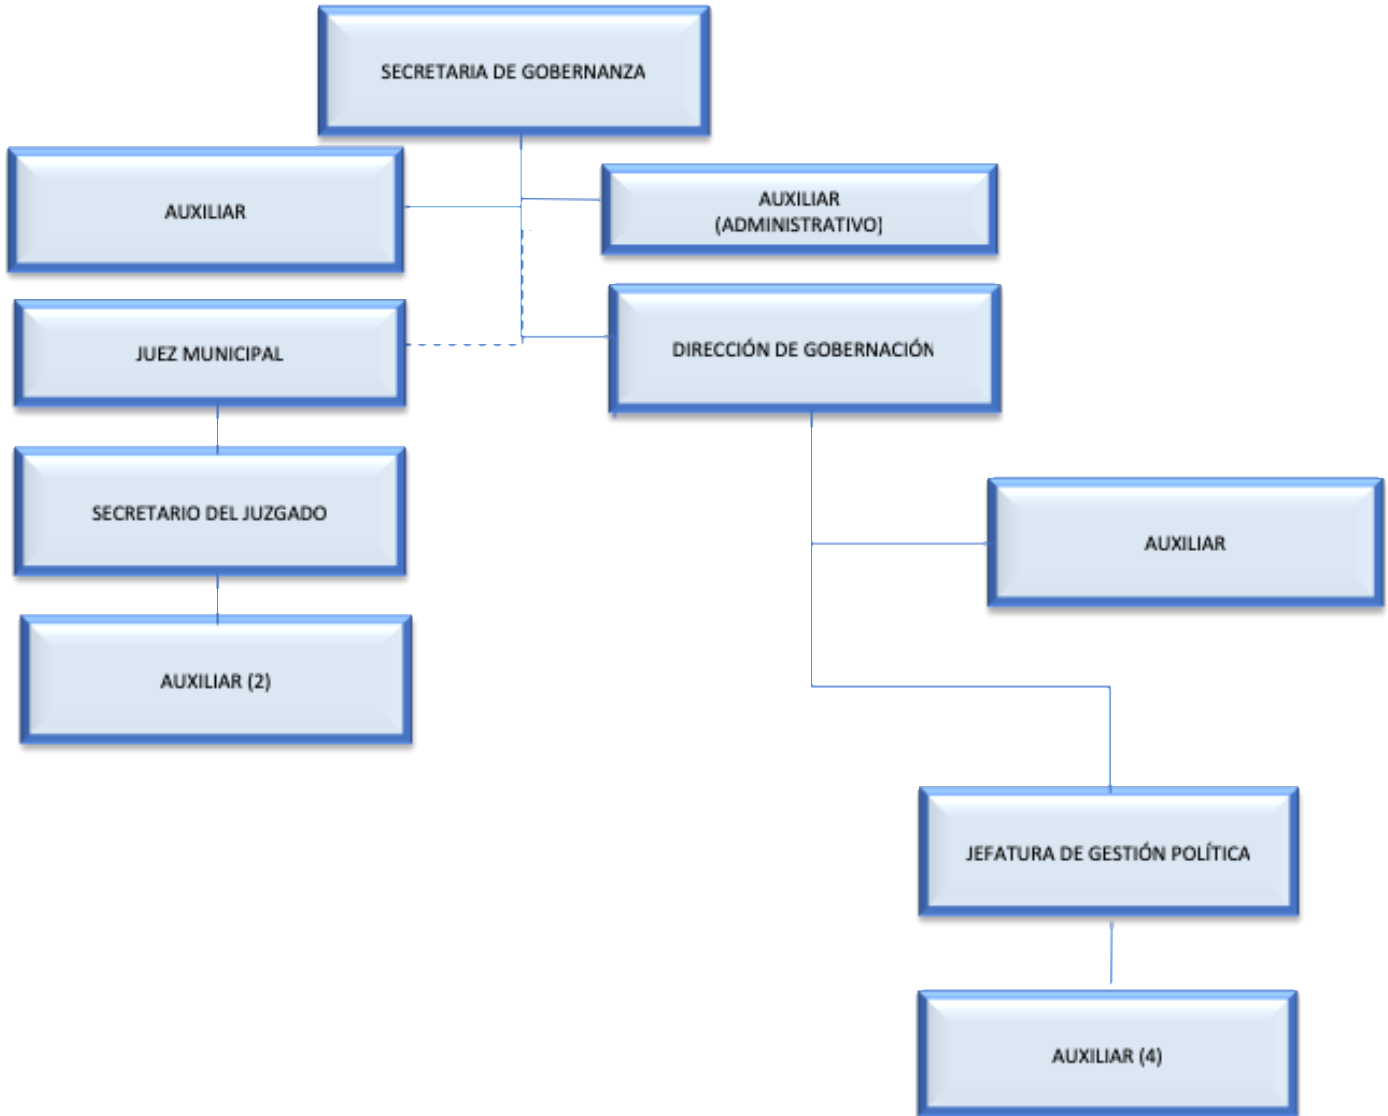 SECRETARIA DE GOBERNANZA
AUXILIAR
AUXILIAR
(ADMINISTRATIVO)
JUEZ MUNICIPAL
DIRECCIÓN DE GOBERNACIÓN
SECRETARIO DEL JUZGADO
AUXILIAR
AUXILIAR (2)
JEFATURA DE GESTIÓN POLÍTICA
AUXILIAR (4)